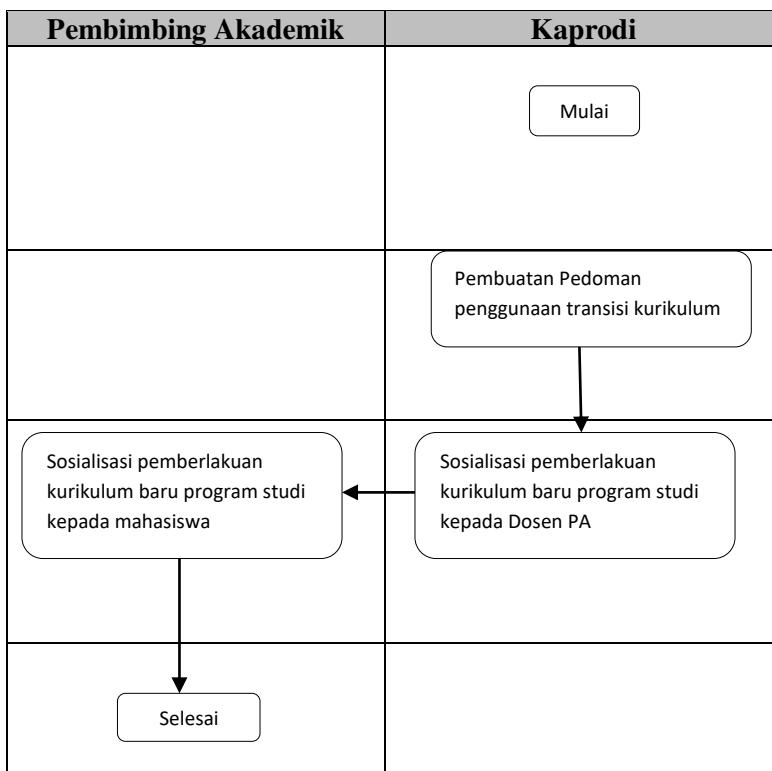 Pembimbing Akademik
Kaprodi
Mulai
Pembuatan Pedoman
penggunaan transisi kurikulum
Sosialisasi pemberlakuan
kurikulum baru program studi
kepada mahasiswa
Sosialisasi pemberlakuan
kurikulum baru program studi
kepada Dosen PA
Selesai